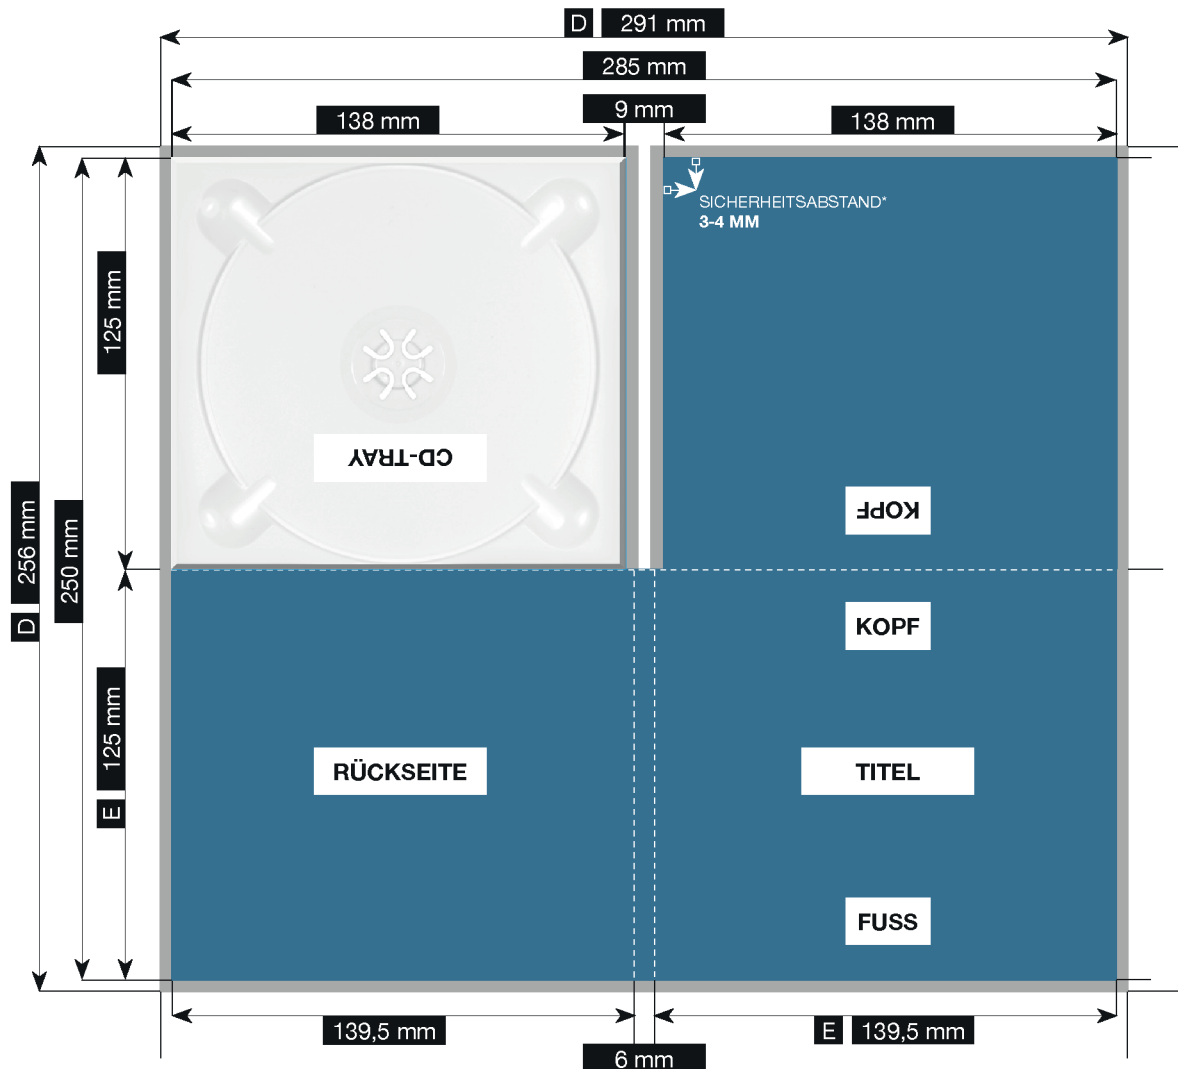 D 291 mm
285 mm
9 mm
138 mm
138 mm
SICHERHEITSABSTAND*
3-4 MM
125 mm
CD-TRAY
KOPF
D 256 mm
250 mm
KOPF
E 125 mm
RÜCKSEITE
TITEL
FUSS
139,5 mm
E 139,5 mm
6 mm